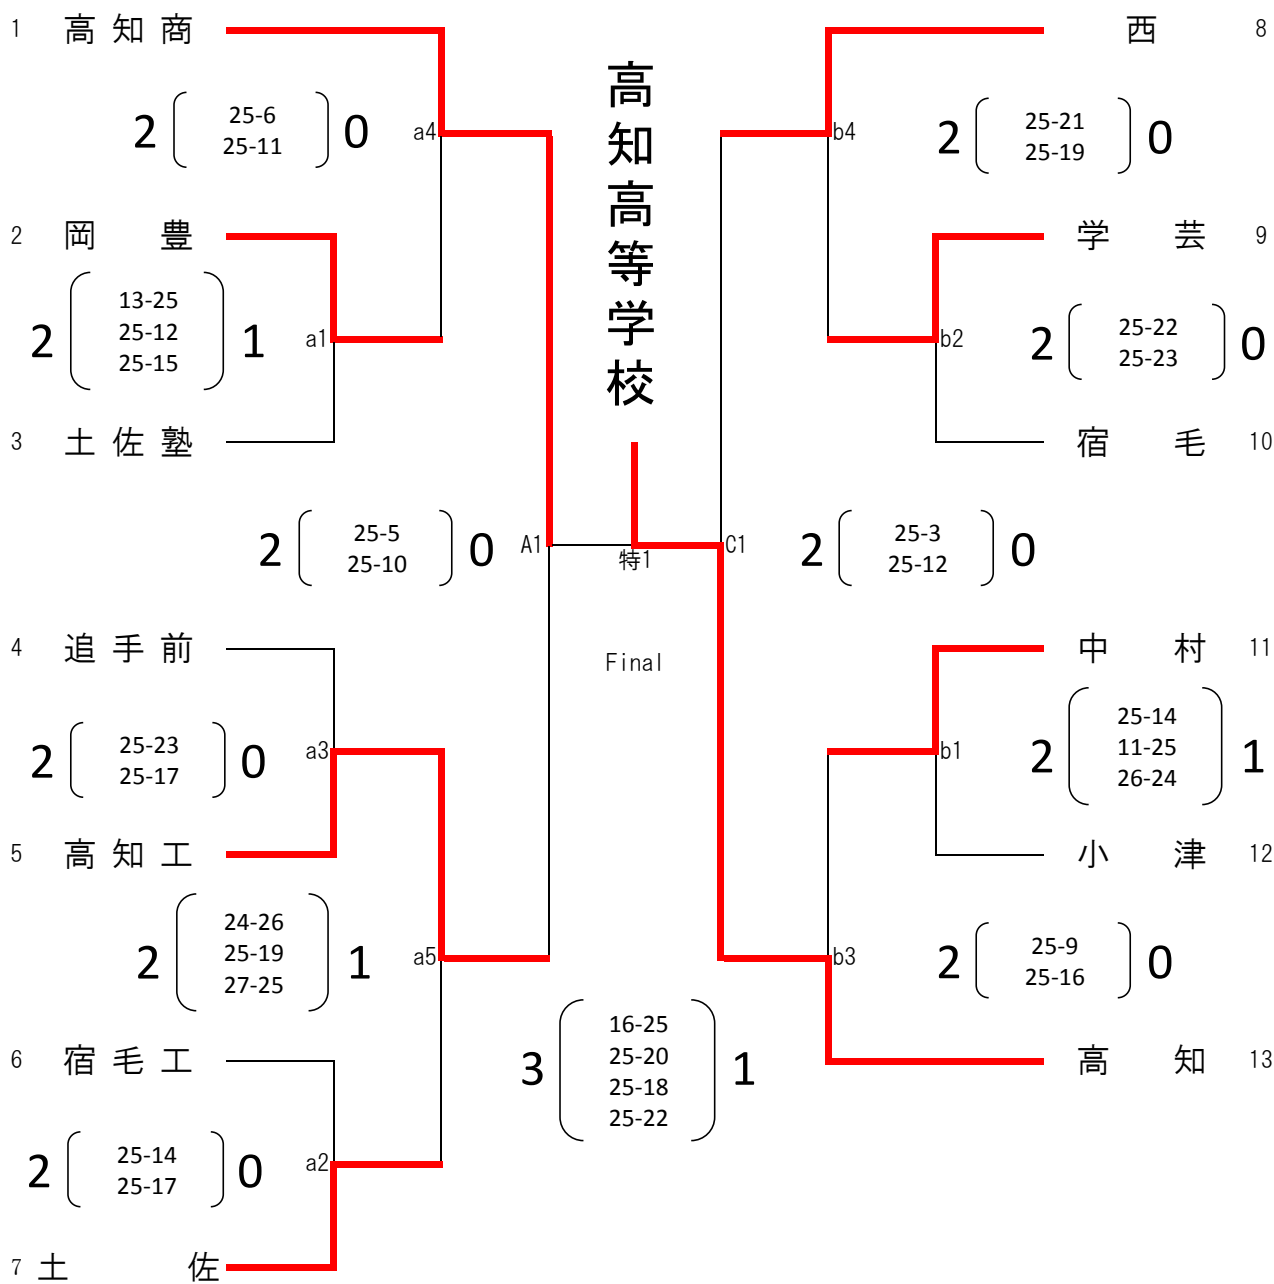 1 高知商
2 ( 25-6
25-11 ) 0
a4
2 岡豊
2 ( 13-25
25-12
25-15 ) 1
a1
3 土佐塾
2 ( 25-5
25-10 ) 0
A1
4 追手前
2 ( 25-23
25-17 ) 0
a3
5 高知工
2 ( 24-26
25-19
27-25 ) 1
a5
6 宿毛工
2 ( 25-14
25-17 ) 0
a2
7 土佐
高知高等学校
特1
Final
3 ( 16-25
25-20
25-18
25-22 ) 1
西 8
b4
2 ( 25-21
25-19 ) 0
学芸 9
b2
2 ( 25-22
25-23 ) 0
宿毛 10
C1
2 ( 25-3
25-12 ) 0
中村 11
b1
2 ( 25-14
11-25
26-24 ) 1
小津 12
b3
2 ( 25-9
25-16 ) 0
高知 13